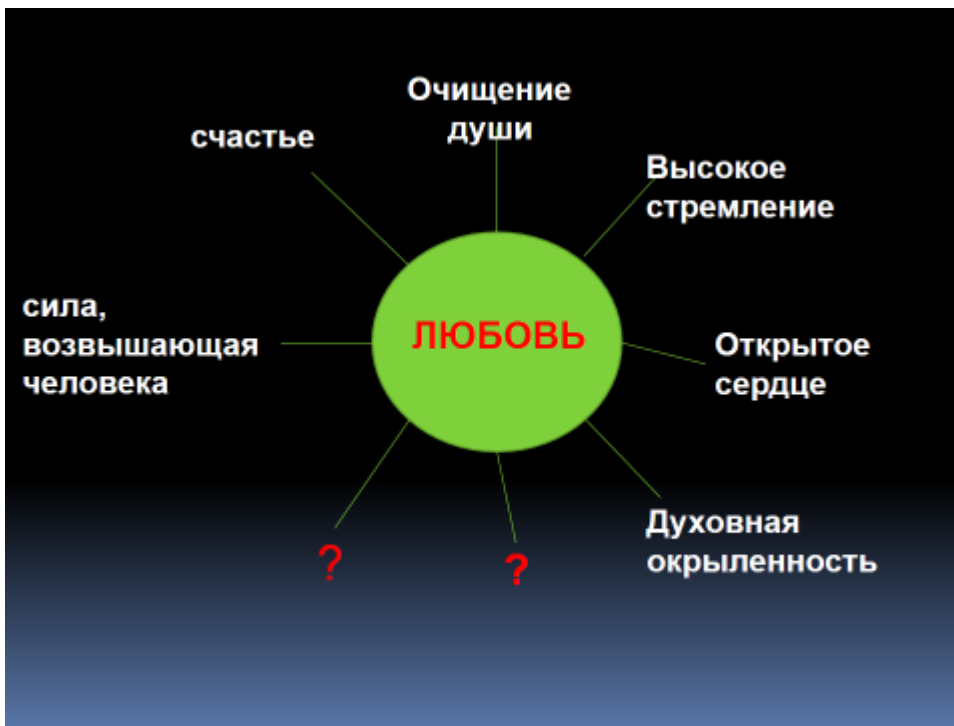 Очищение
души
счастье
Высокое
стремление
сила,
возвышающая
человека
ЛЮБОВЬ
Открытое
сердце
Духовная
окрыленность
?
?